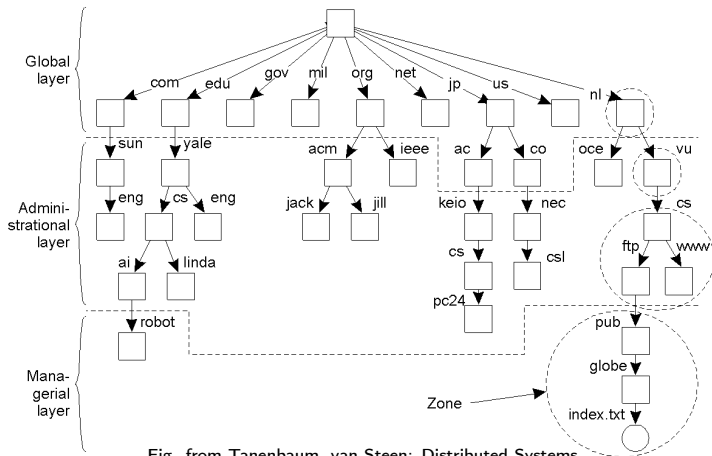 Global
layer
com
edu
gov
mil
org
net
jp
us
nl
sun
yale
acm
ieee
ac
co
oce
vu
Admini-
strational
layer
eng
cs
eng
jack
jill
keio
nec
cs
ai
linda
cs
csl
ftp
www
pc24
robot
pub
Mana-
gerial
layer
globe
Zone
index.txt
Fig. from Tanenbaum, van Steen: Distributed Systems